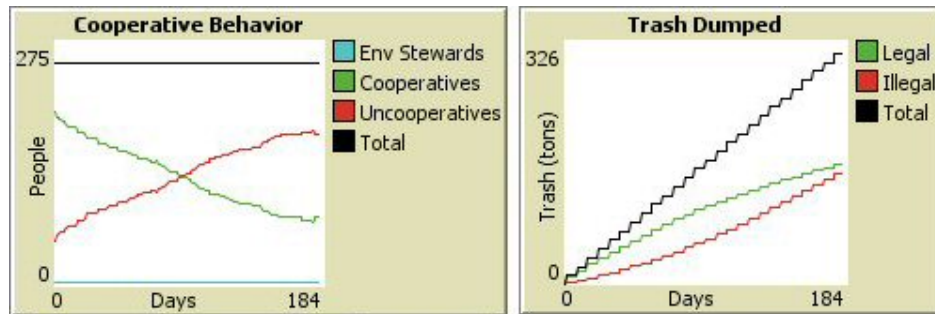 Cooperative Behavior
275
People
0
0 Days 184
Env Stewards
Cooperatives
Uncooperatives
Total
Trash Dumped
326
Trash (tons)
0
0 Days 184
Legal
Illegal
Total